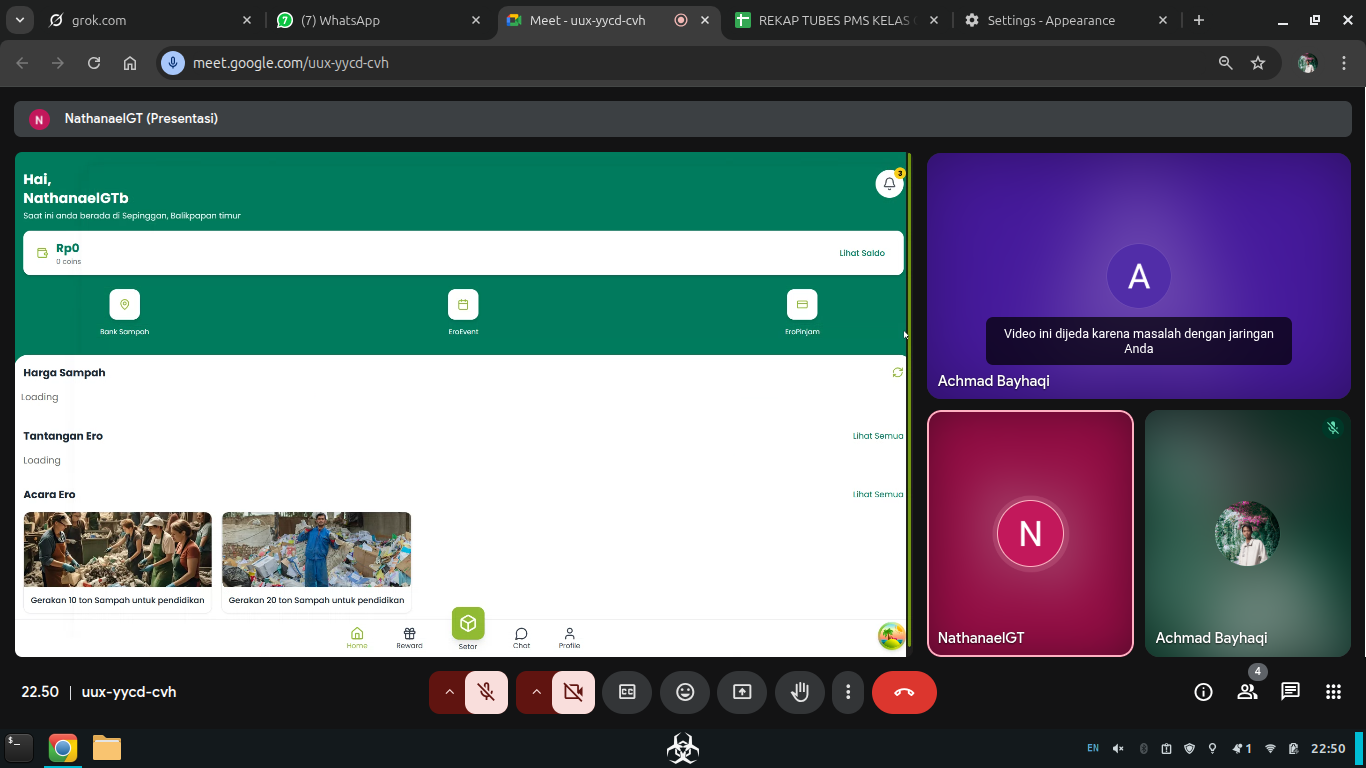 grok.com
(7) WhatsApp
Meet - uux-yycd-cvh
REKAP TUBES PMS KELAS
Settings - Appearance
meet.google.com/uux-yycd-cvh
N
NathanaelGT (Presentasi)
Hai,
NathanaelGTb
Saat ini anda berada di Sepinggan, Balikpapan timur
3
Rp0
0 coins
Lihat Saldo
Bank Sampah
EroEvent
EroPinjam
Harga Sampah
Loading
Tantangan Ero
Lihat Semua
Loading
Acara Ero
Lihat Semua
Gerakan 10 ton Sampah untuk pendidikan
Gerakan 20 ton Sampah untuk pendidikan
Home
Reward
Setor
Chat
Profile
A
Video ini dijeda karena masalah dengan jaringan
Anda
Achmad Bayhaqi
N
NathanaelGT
Achmad Bayhaqi
22.50 | uux-yycd-cvh
CC
4
EN
1
22:50